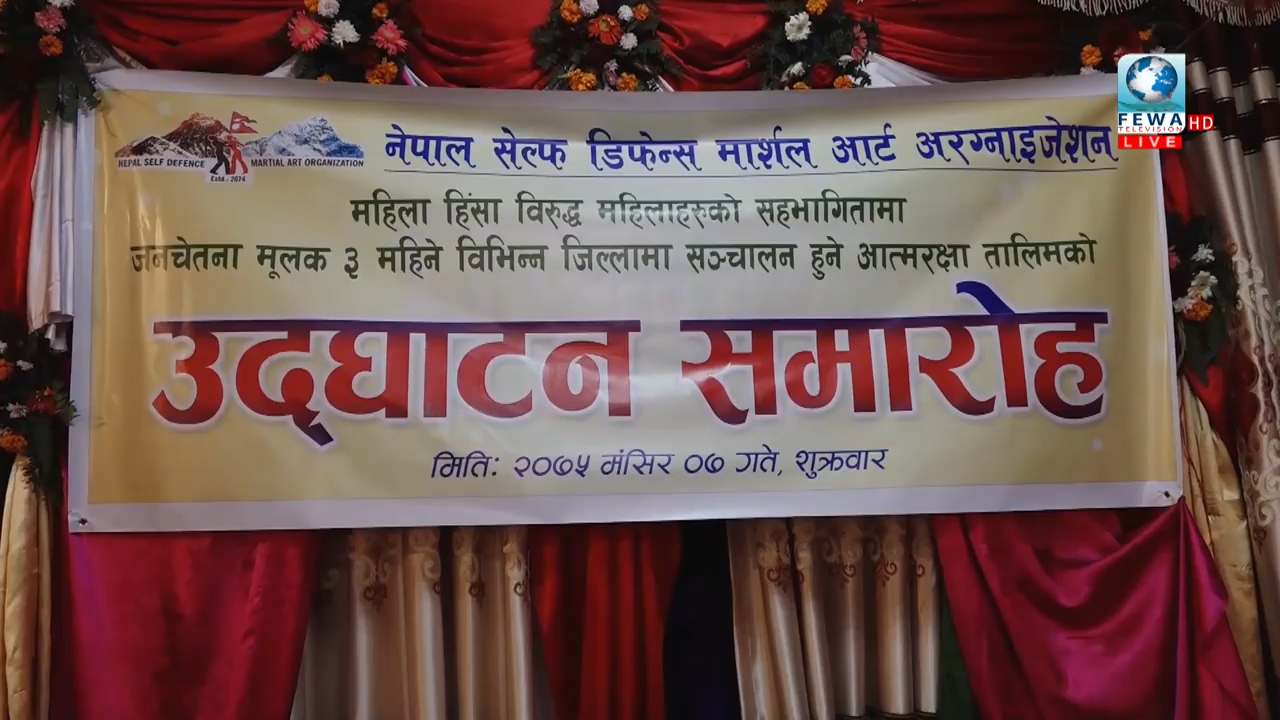 NEPAL SELF DEFENCE MARTIAL ART ORGANIZATION
Estd.- 2074
नेपाल सेल्फ डिफेन्स मार्शल आर्ट अरग्नाइजेशन
महिला हिंसा विरुद्ध महिलाहरुको सहभागितामा
जनचेतना मूलक ३ महिने विभिन्न जिल्लामा सञ्चालन हुने आत्मरक्षा तालिमको
उद्घाटन समारोह
मितिः २०७५ मंसिर ०७ गते, शुक्रवार
FEWA HD
TELEVISION
LIVE